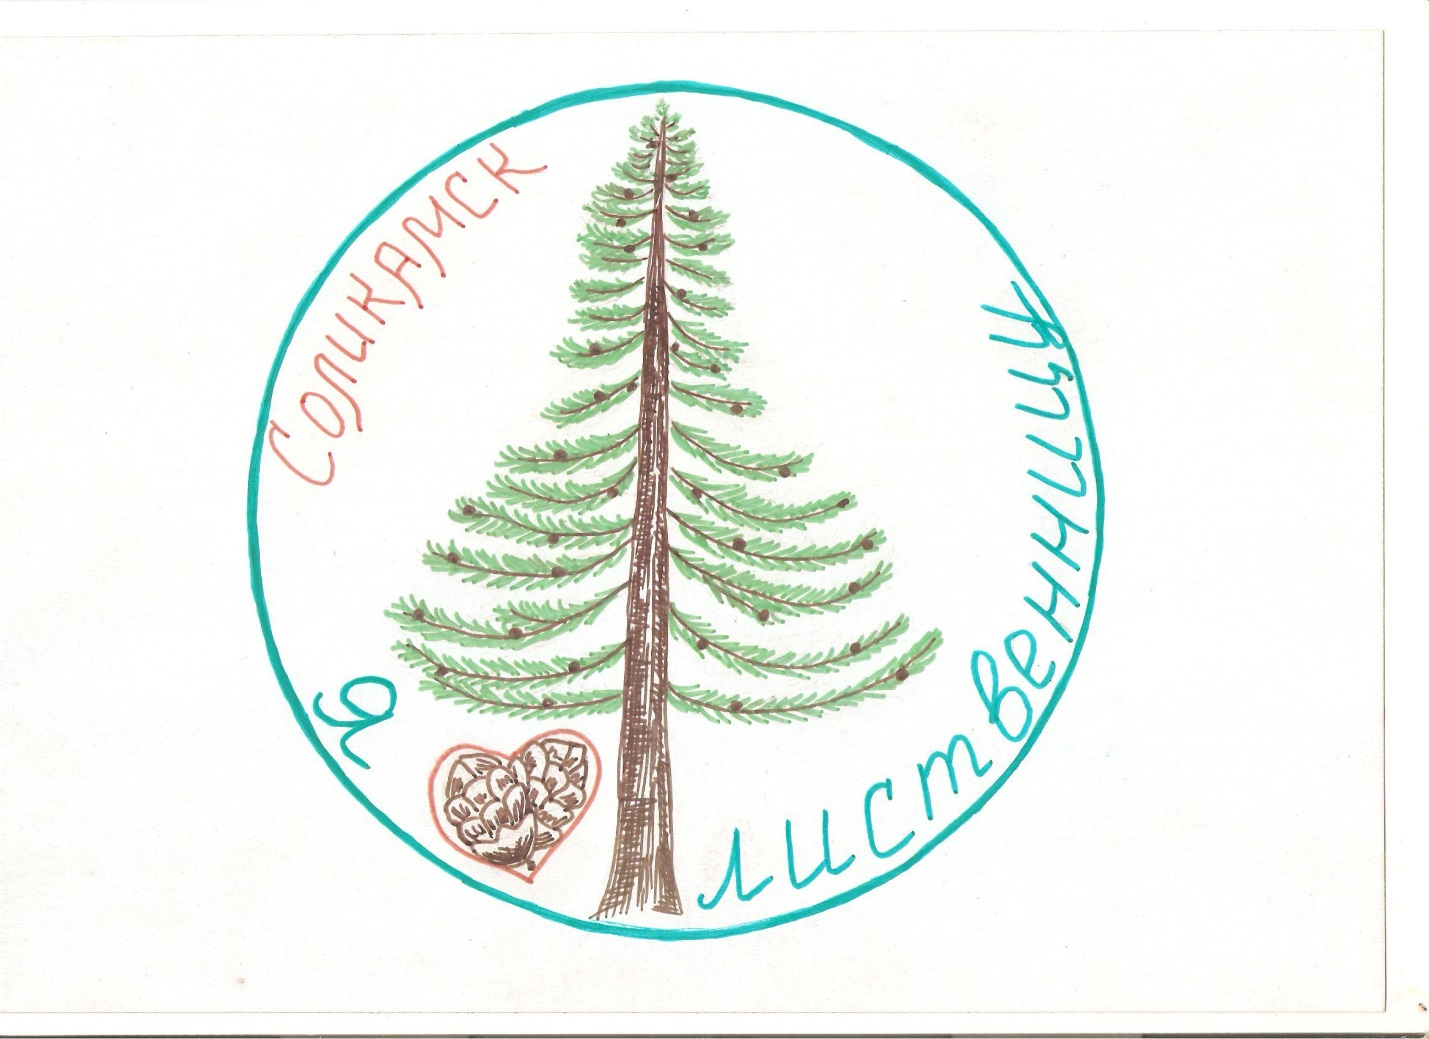 Соликамск
Я
лиственницы